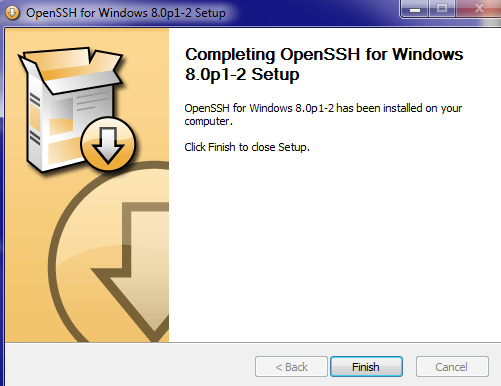 OpenSSH for Windows 8.0p1-2 Setup
Completing OpenSSH for Windows
8.0p1-2 Setup
OpenSSH for Windows 8.0p1-2 has been installed on your
computer.
Click Finish to close Setup.
< Back
Finish
Cancel